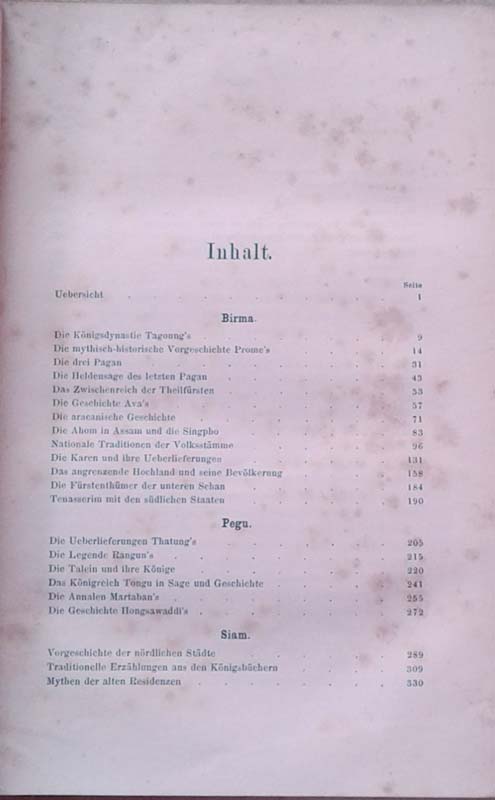 Inhalt.
Seite
Uebersicht . . . . . . . . . . 1
Birma.
Die Königsdynastie Tagoung's . . . . . . 9
Die mythisch-historische Vorgeschichte Prome's . . . . 14
Die drei Pagan . . . . . . . . 31
Die Heldensage des letzten Pagan . . . . . . 43
Das Zwischenreich der Theilfürsten . . . . . . 53
Die Geschichte Ava's . . . . . . . . 57
Die aracanische Geschichte . . . . . . . 71
Die Ahom in Assam und die Singpho . . . . . . 83
Nationale Traditionen der Volksstämme . . . . . 96
Die Karen und ihre Ueberlieferungen . . . . . . 131
Das angrenzende Hochland und seine Bevölkerung . . . . 158
Die Fürstenthümer der unteren Schan . . . . . . 184
Tenasserim mit den südlichen Staaten . . . . . . 190
Pegu.
Die Ueberlieferungen Thatung's . . . . . . . 205
Die Legende Rangun's . . . . . . . . 215
Die Talein und ihre Könige . . . . . . . 220
Das Königreich Tongu in Sage und Geschichte . . . . . 241
Die Annalen Martaban's . . . . . . . . 255
Die Geschichte Hongsawaddi's . . . . . . . 272
Siam.
Vorgeschichte der nördlichen Städte . . . . . . 289
Traditionelle Erzählungen aus den Königsbüchern . . . . 309
Mythen der alten Residenzen . . . . . . . 330